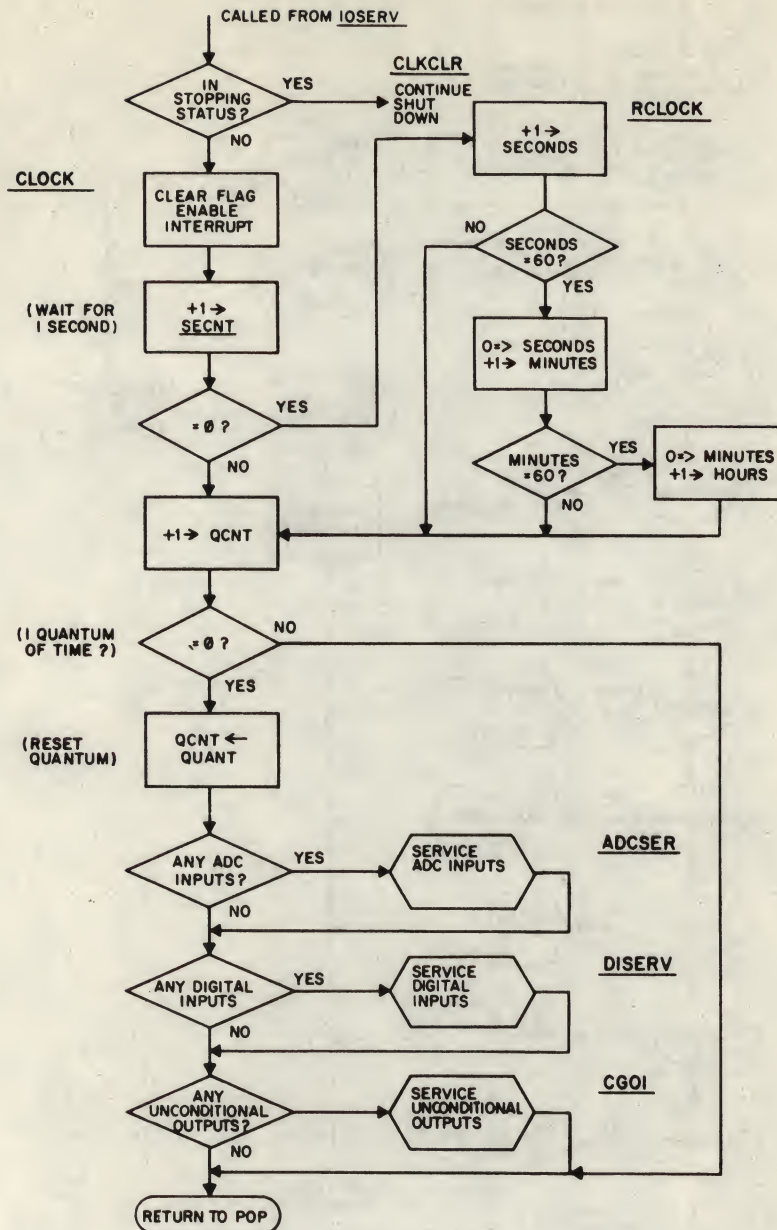 CALLED FROM IOSERV
IN
STOPPING
STATUS?
YES
NO
CLKCLR
CONTINUE
SHUT
DOWN
RCLOCK
+1→
SECONDS
CLOCK
CLEAR FLAG
ENABLE
INTERRUPT
NO
SECONDS
=60?
YES
(WAIT FOR
1 SECOND)
+1→
SECNT
0=> SECONDS
+1→ MINUTES
=Ø?
YES
NO
MINUTES
=60?
YES
NO
0=> MINUTES
+1→ HOURS
+1→ QCNT
(1 QUANTUM
OF TIME?)
=Ø?
NO
YES
(RESET
QUANTUM)
QCNT ←
QUANT
ANY ADC
INPUTS?
YES
NO
SERVICE
ADC INPUTS
ADCSER
ANY DIGITAL
INPUTS
YES
NO
SERVICE
DIGITAL
INPUTS
DISERV
ANY
UNCONDITIONAL
OUTPUTS?
NO
SERVICE
UNCONDITIONAL
OUTPUTS
CGOI
RETURN TO POP